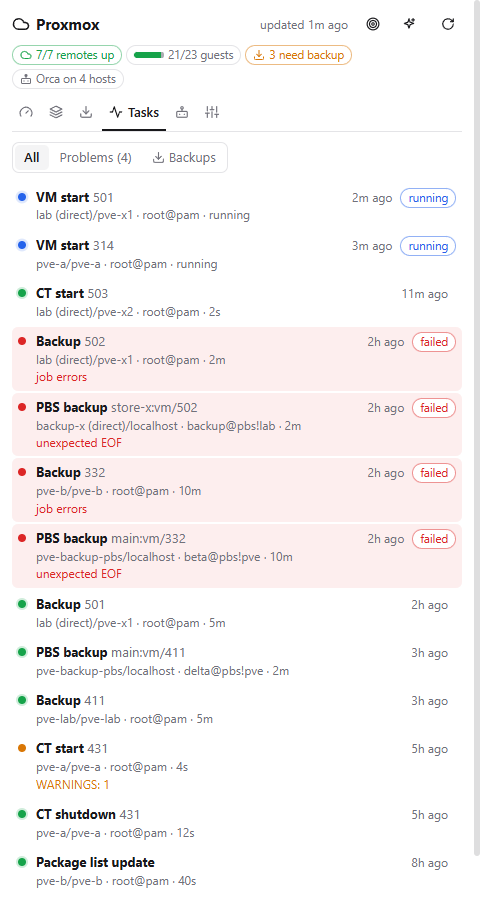 Proxmox updated 1m ago
7/7 remotes up 21/23 guests 3 need backup
Orca on 4 hosts
Tasks
All Problems (4) Backups
VM start 501 2m ago running
lab (direct)/pve-x1 · root@pam · running
VM start 314 3m ago running
pve-a/pve-a · root@pam · running
CT start 503 11m ago
lab (direct)/pve-x2 · root@pam · 2s
Backup 502 2h ago failed
lab (direct)/pve-x1 · root@pam · 2m
job errors
PBS backup store-x:vm/502 2h ago failed
backup-x (direct)/localhost · backup@pbs!lab · 2m
unexpected EOF
Backup 332 2h ago failed
pve-b/pve-b · root@pam · 10m
job errors
PBS backup main:vm/332 2h ago failed
pve-backup-pbs/localhost · beta@pbs!pve · 10m
unexpected EOF
Backup 501 2h ago
lab (direct)/pve-x1 · root@pam · 5m
PBS backup main:vm/411 3h ago
pve-backup-pbs/localhost · delta@pbs!pve · 2m
Backup 411 3h ago
pve-lab/pve-lab · root@pam · 5m
CT start 431 5h ago
pve-a/pve-a · root@pam · 4s
WARNINGS: 1
CT shutdown 431 5h ago
pve-a/pve-a · root@pam · 12s
Package list update 8h ago
pve-b/pve-b · root@pam · 40s